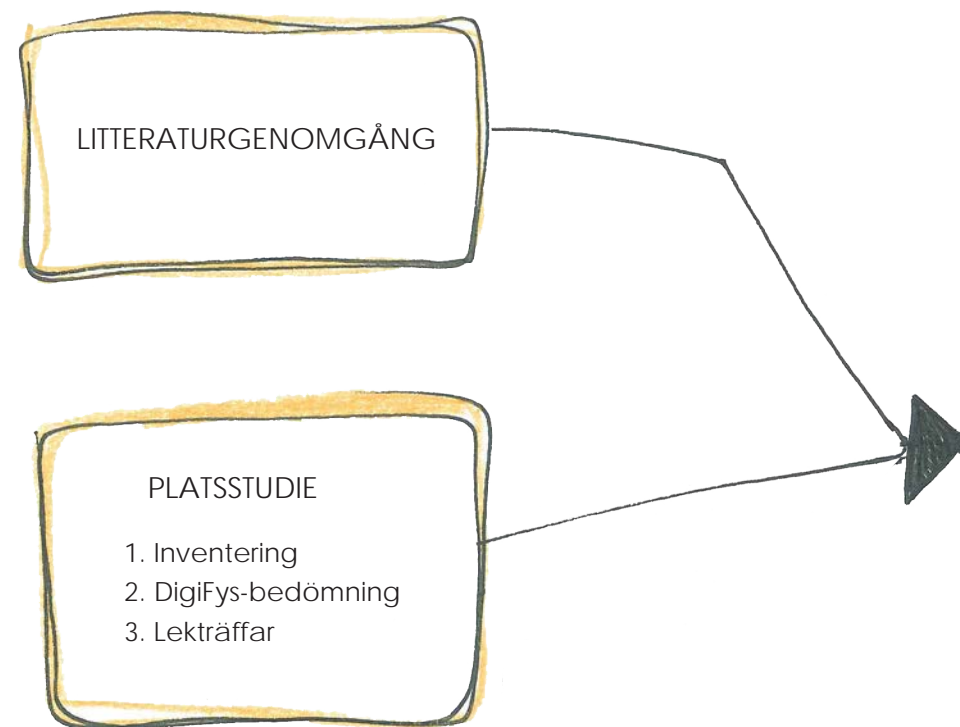 LITTERATURGENOMGÅNG
PLATSSTUDIE
1. Inventering
2. DigiFys-bedömning
3. Lekträffar